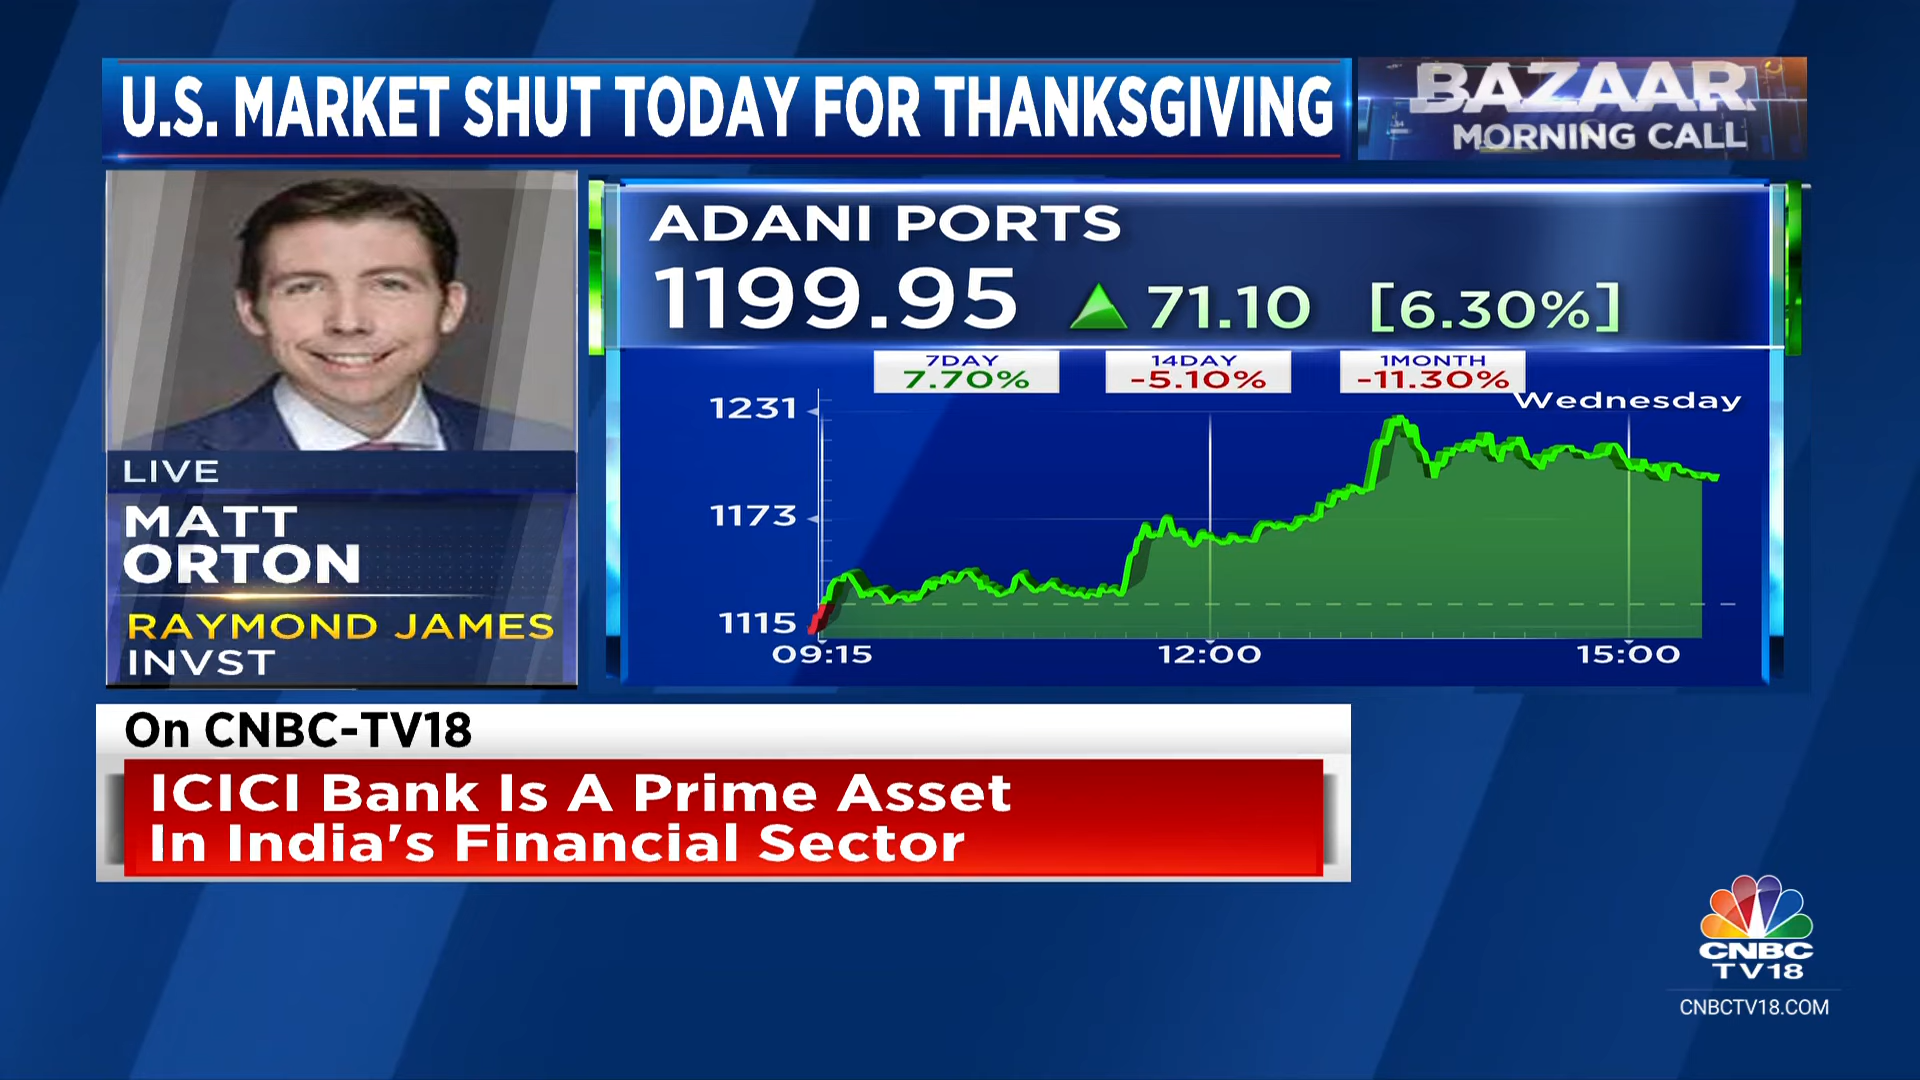 U.S. MARKET SHUT TODAY FOR THANKSGIVING
BAZAAR
MORNING CALL
LIVE
MATT
ORTON
RAYMOND JAMES
INVST
ADANI PORTS
1199.95 ▲ 71.10 [6.30%]
7DAY
7.70%
14DAY
-5.10%
1MONTH
-11.30%
Wednesday
1231
1173
1115
09:15 12:00 15:00
On CNBC-TV18
ICICI Bank Is A Prime Asset
In India's Financial Sector
CNBC
TV18
CNBCTV18.COM